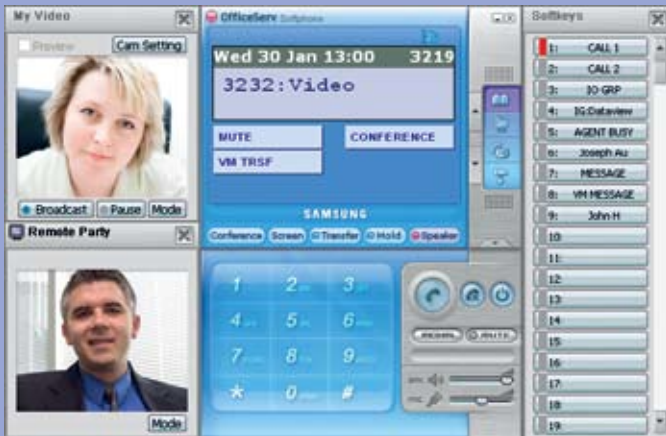 My Video
Preview Cam Setting
Broadcast Pause Mode
Remote Party
Mode
OfficeServ Softphone
Wed 30 Jan 13:00 3219
3232:Video
MUTE CONFERENCE
VM TRSF
SAMSUNG
Conference Screen Transfer Hold Speaker
1 2 3
4 5 6
7 8 9
* 0 #
MUTE
Softkeys
1: CALL 1
2: CALL 2
3: IO GRP
4: IG:Dataview
5: AGENT BUSY
6: Joseph Au
7: MESSAGE
8: VM MESSAGE
9: John H
10:
11:
12:
13:
14:
15:
16:
17:
18:
19: